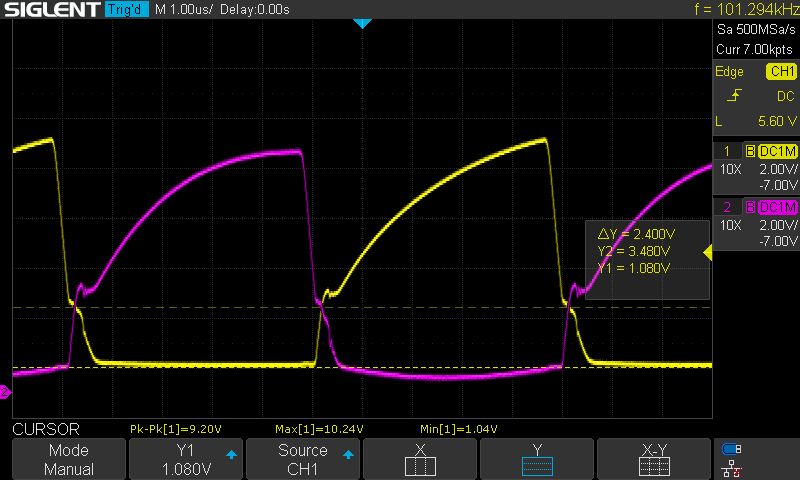 SIGLENT Trig'd M 1.00us/ Delay:0.00s f = 101.294kHz
Sa 500MSa/s
Curr 7.00kpts
Edge CH1
DC
L 5.60 V
1 B DC1M
10X 2.00V/
-7.00V
2 B DC1M
10X 2.00V/
-7.00V
△Y = 2.400V
Y2 = 3.480V
Y1 = 1.080V
2
CURSOR Pk-Pk[1]=9.20V Max[1]=10.24V Min[1]=1.04V
Mode Y1 Source X Y X-Y
Manual 1.080V CH1